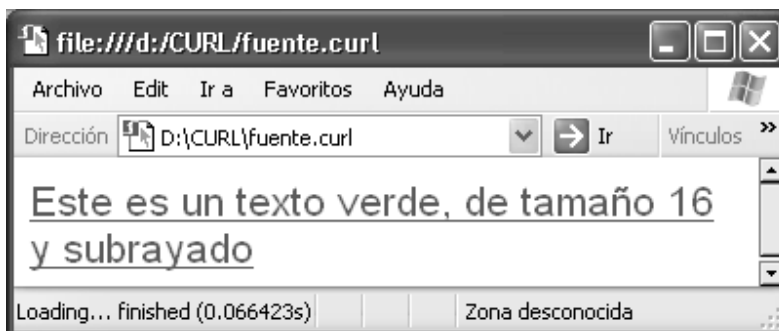 file:///d:/CURL/fuente.curl
Archivo Edit Ir a Favoritos Ayuda
Dirección D:\CURL\fuente.curl Ir Vínculos »
Este es un texto verde, de tamaño 16
y subrayado
Loading... finished (0.066423s) Zona desconocida